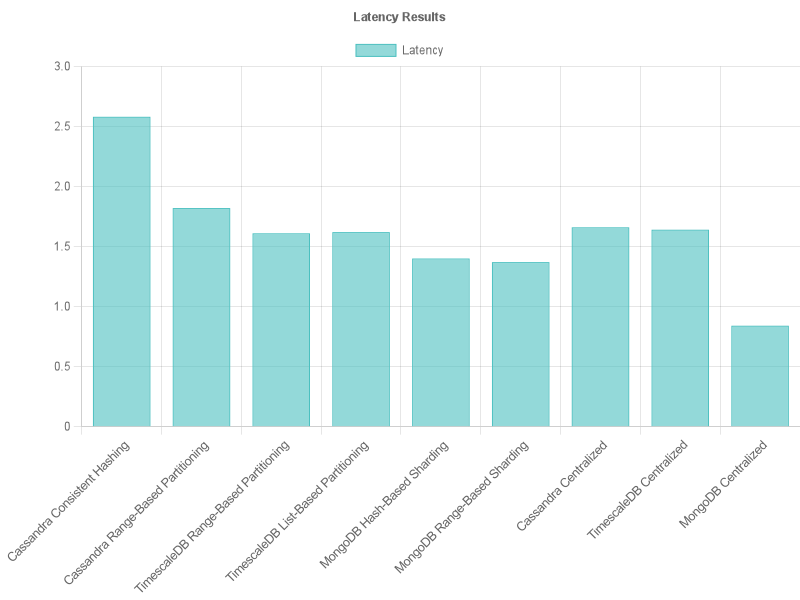 Latency Results
Latency
3.0
2.5
2.0
1.5
1.0
0.5
0
Cassandra Consistent Hashing
Cassandra Range-Based Partitioning
TimescaleDB Range-Based Partitioning
TimescaleDB List-Based Partitioning
MongoDB Hash-Based Sharding
MongoDB Range-Based Sharding
Cassandra Centralized
TimescaleDB Centralized
MongoDB Centralized